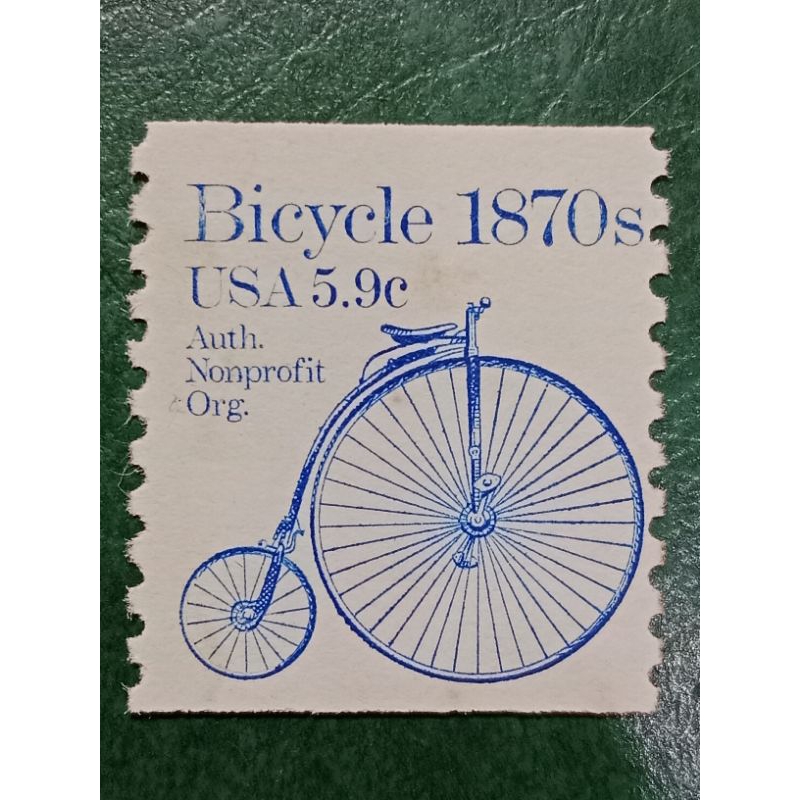 Bicycle 1870s
USA 5.9c
Auth.
Nonprofit
Org.